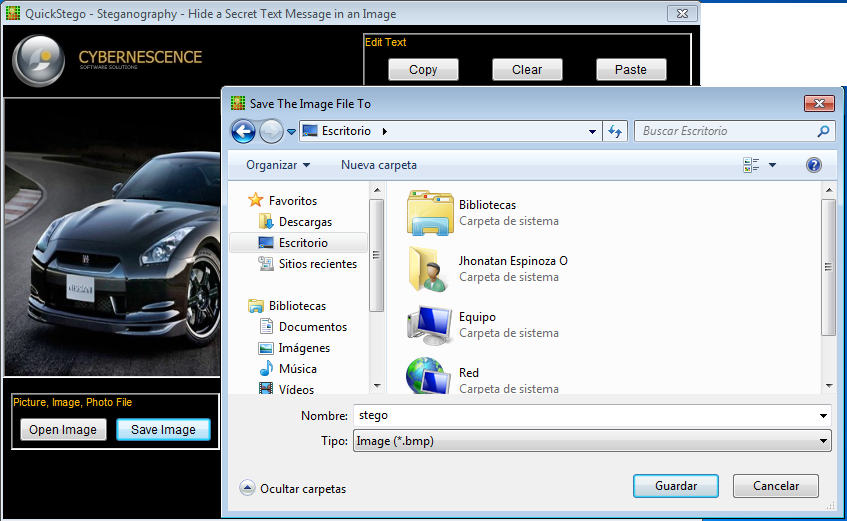 QuickStego - Steganography - Hide a Secret Text Message in an Image
CYBERNESCENCE
SOFTWARE SOLUTIONS
Edit Text
Copy
Clear
Paste
Save The Image File To
Escritorio
Buscar Escritorio
Organizar
Nueva carpeta
Favoritos
Descargas
Escritorio
Sitios recientes
Bibliotecas
Documentos
Imágenes
Música
Vídeos
Bibliotecas
Carpeta de sistema
Jhonatan Espinoza O
Carpeta de sistema
Equipo
Carpeta de sistema
Red
Carpeta de sistema
NISSAN
Picture, Image, Photo File
Open Image
Save Image
Nombre: stego
Tipo: Image (*.bmp)
Ocultar carpetas
Guardar
Cancelar